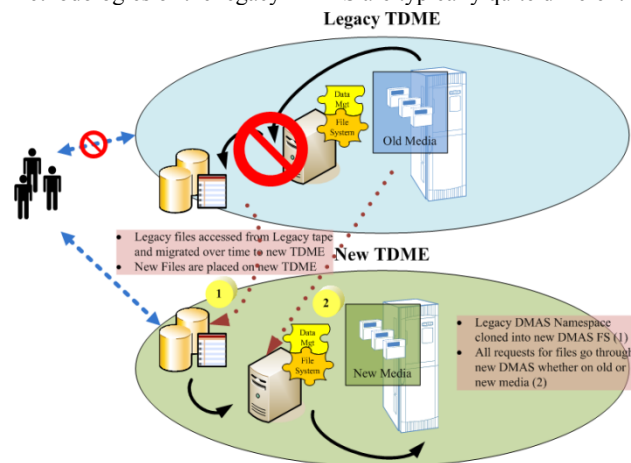 Legacy TDME
Data
Mgt
File
System
Old Media
• Legacy files accessed from Legacy tape
and migrated over time to new TDME
• New Files are placed on new TDME
New TDME
1
2
Data
Mgt
File
System
New Media
• Legacy DMAS Namespace
cloned into new DMAS FS (1)
• All requests for files go through
new DMAS whether on old or
new media (2)